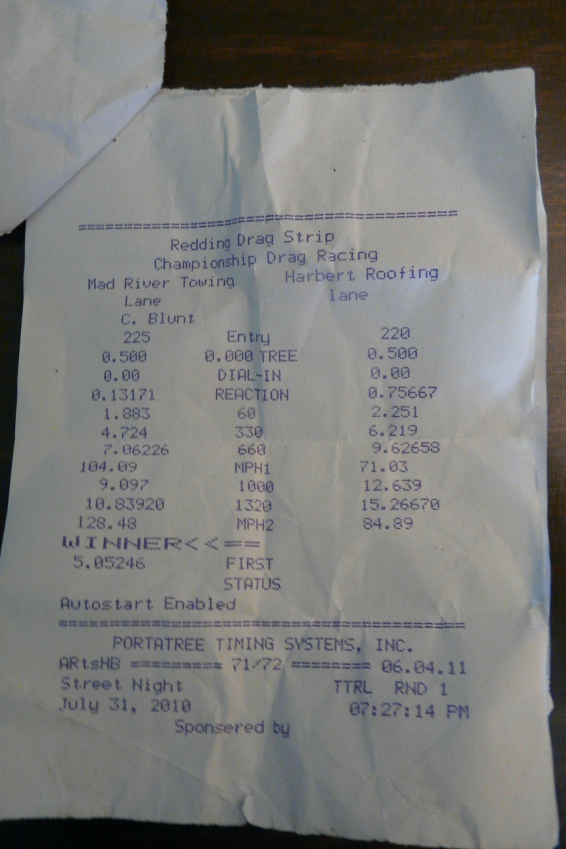 ================================================
Redding Drag Strip
Championship Drag Racing
Mad River Towing Harbert Roofing
Lane lane
C. Blunt
225 Entry 220
0.500 0.000 TREE 0.500
0.00 DIAL-IN 0.00
0.13171 REACTION 0.75667
1.883 60 2.251
4.724 330 6.219
7.06226 660 9.62658
104.09 MPH1 71.03
9.097 1000 12.639
10.83920 1320 15.26670
128.48 MPH2 84.89
WINNER<<==
5.05246 FIRST
STATUS
Autostart Enabled
================================================
PORTATREE TIMING SYSTEMS, INC.
ARtsHB ========= 71/72 ======== 06.04.11
Street Night TTRL RND 1
July 31, 2010 07:27:14 PM
Sponsered by